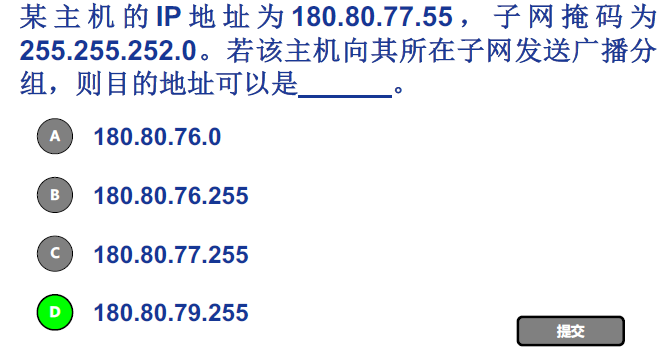 某主机的IP地址为180.80.77.55，子网掩码为
255.255.252.0。若该主机向其所在子网发送广播分
组，则目的地址可以是______。
A 180.80.76.0
B 180.80.76.255
C 180.80.77.255
D 180.80.79.255
提交